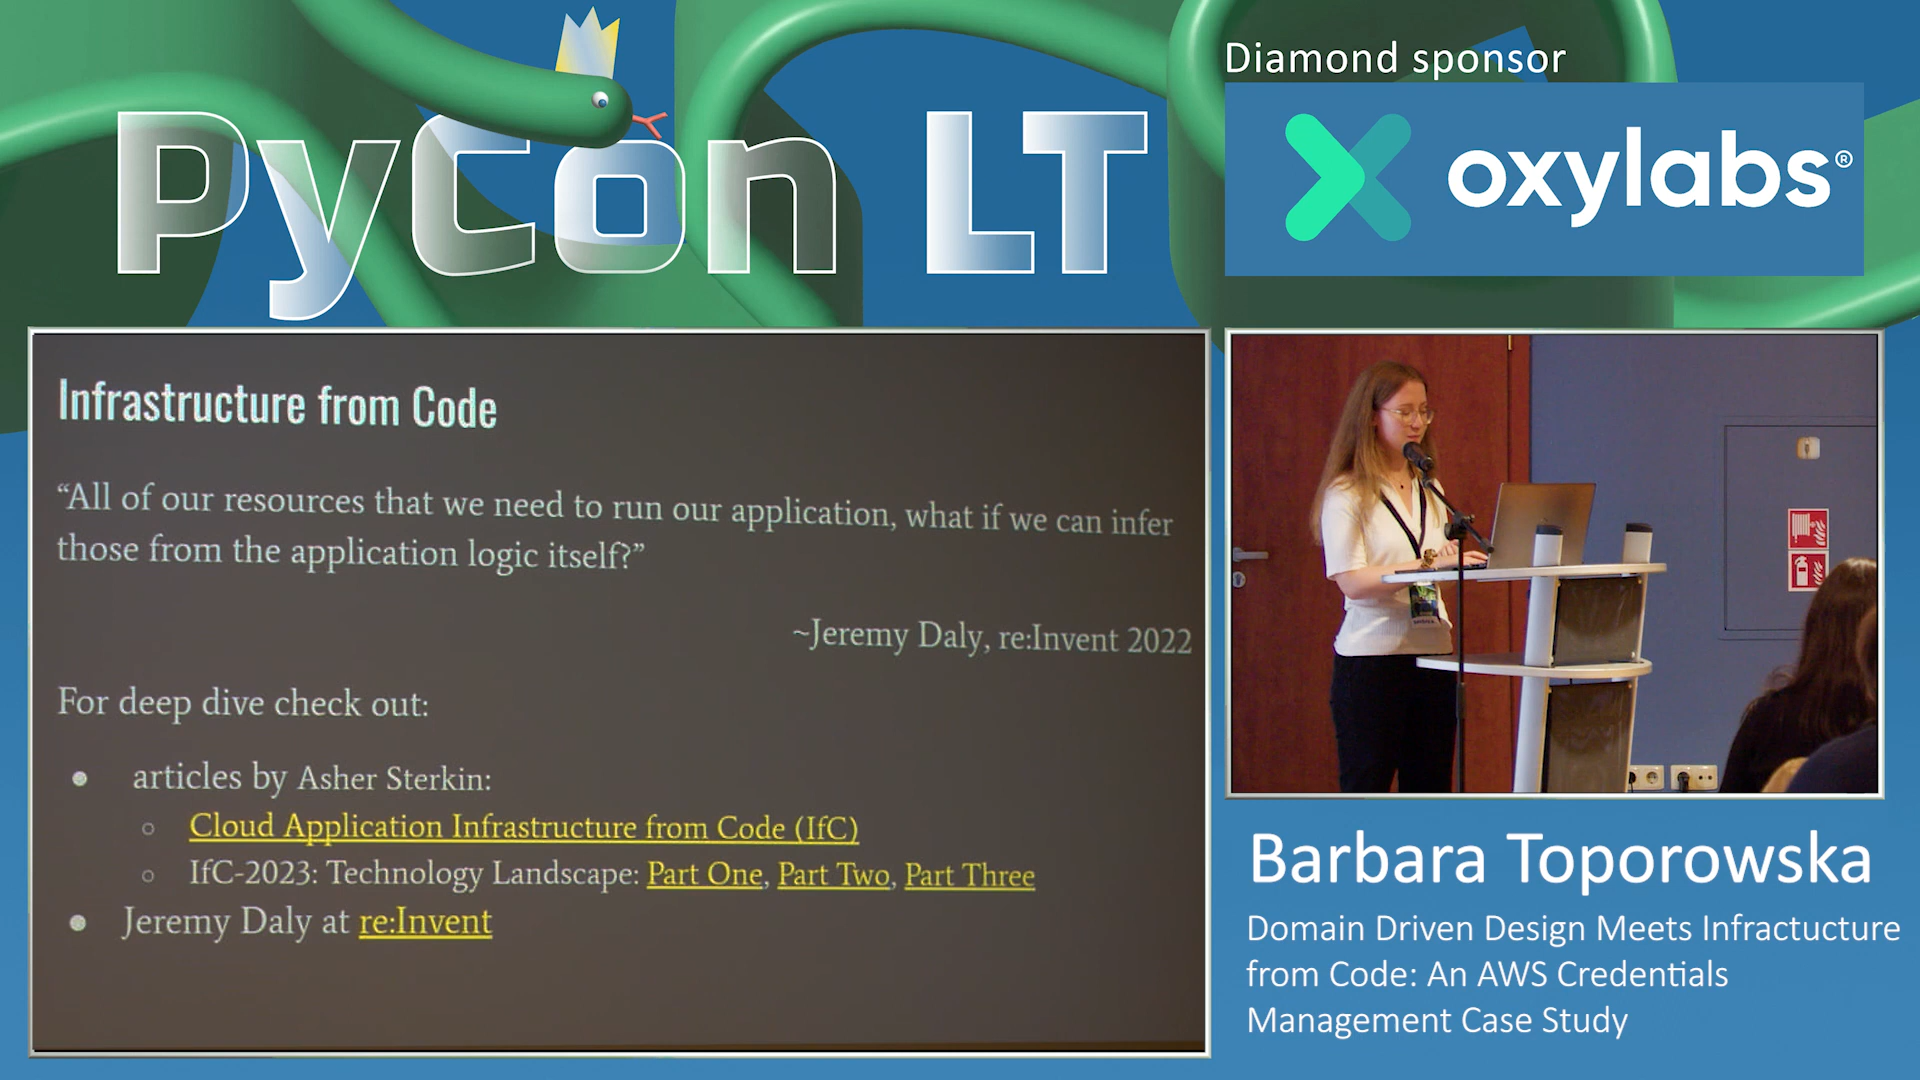 PyCon LT
Diamond sponsor
oxylabs®
Infrastructure from Code
“All of our resources that we need to run our application, what if we can infer
those from the application logic itself?”
~Jeremy Daly, re:Invent 2022
For deep dive check out:
● articles by Asher Sterkin:
○ Cloud Application Infrastructure from Code (IfC)
○ IfC-2023: Technology Landscape: Part One, Part Two, Part Three
● Jeremy Daly at re:Invent
Barbara Toporowska
Domain Driven Design Meets Infractucture
from Code: An AWS Credentials
Management Case Study